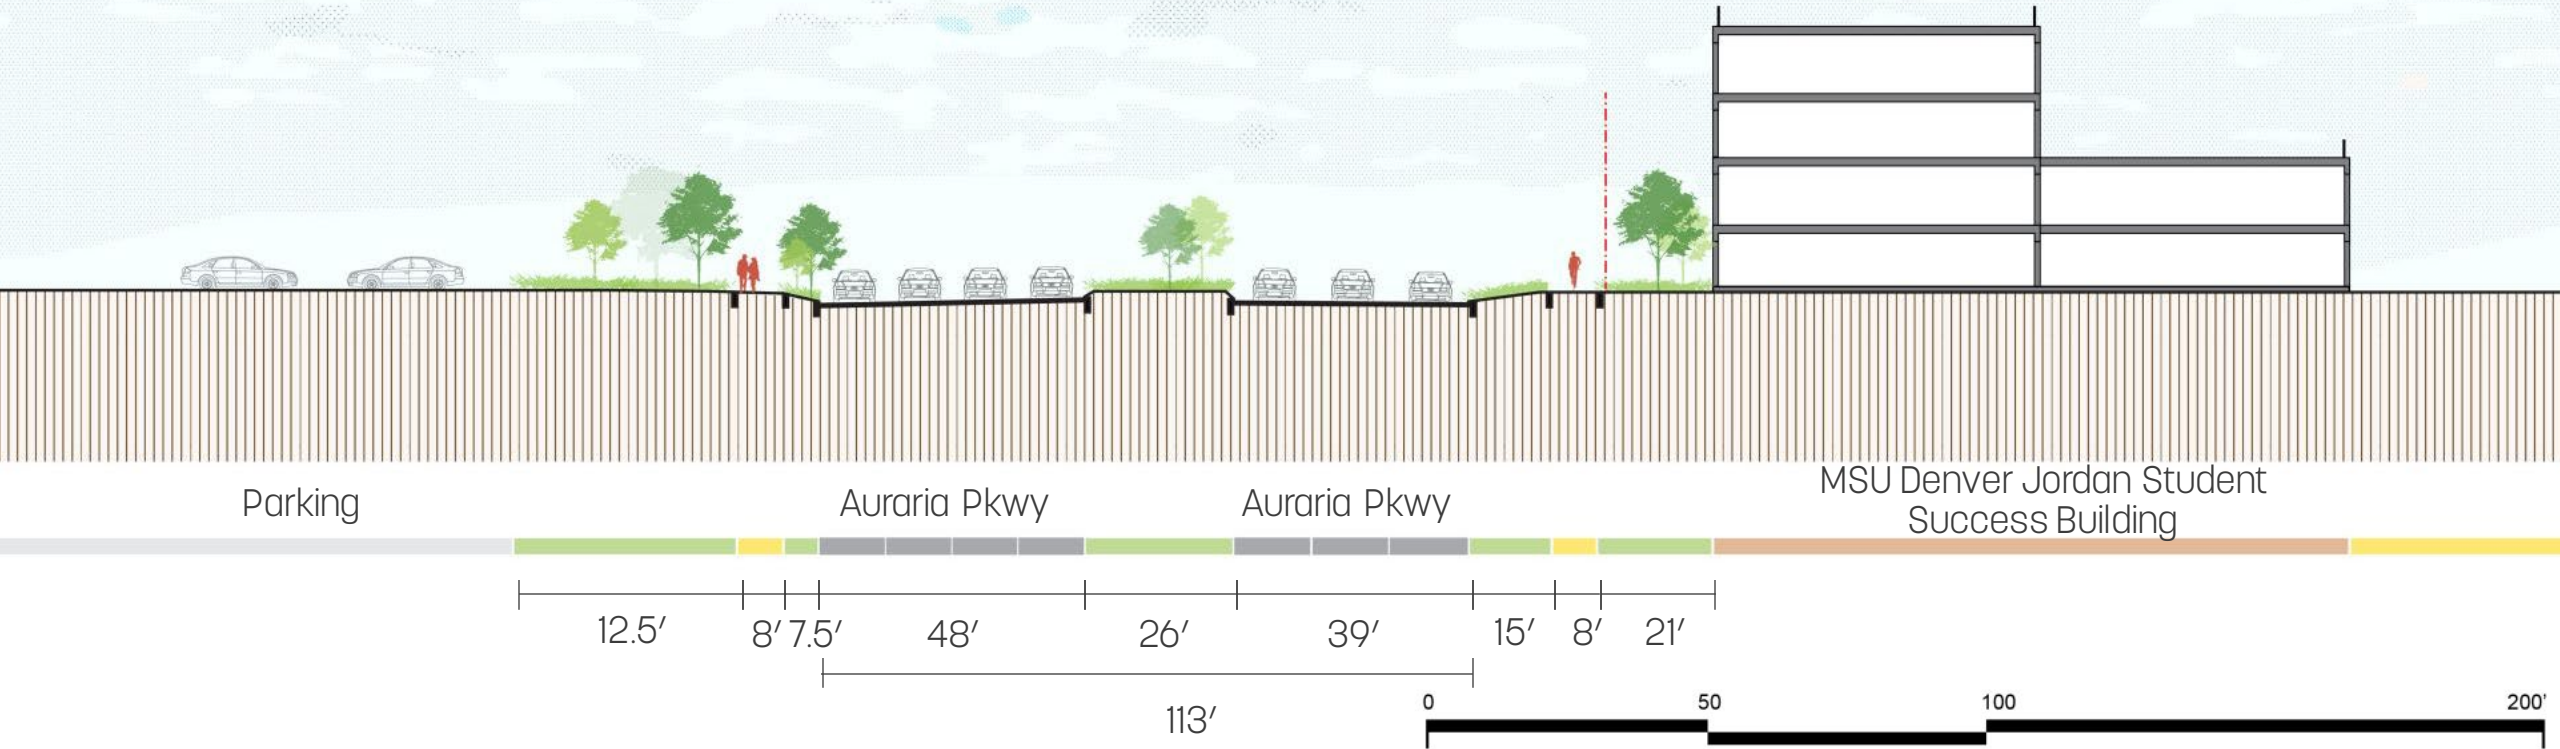 Parking
Auraria Pkwy
Auraria Pkwy
MSU Denver Jordan Student
Success Building
12.5′
8′
7.5′
48′
26′
39′
15′
8′
21′
113′
0
50
100
200'